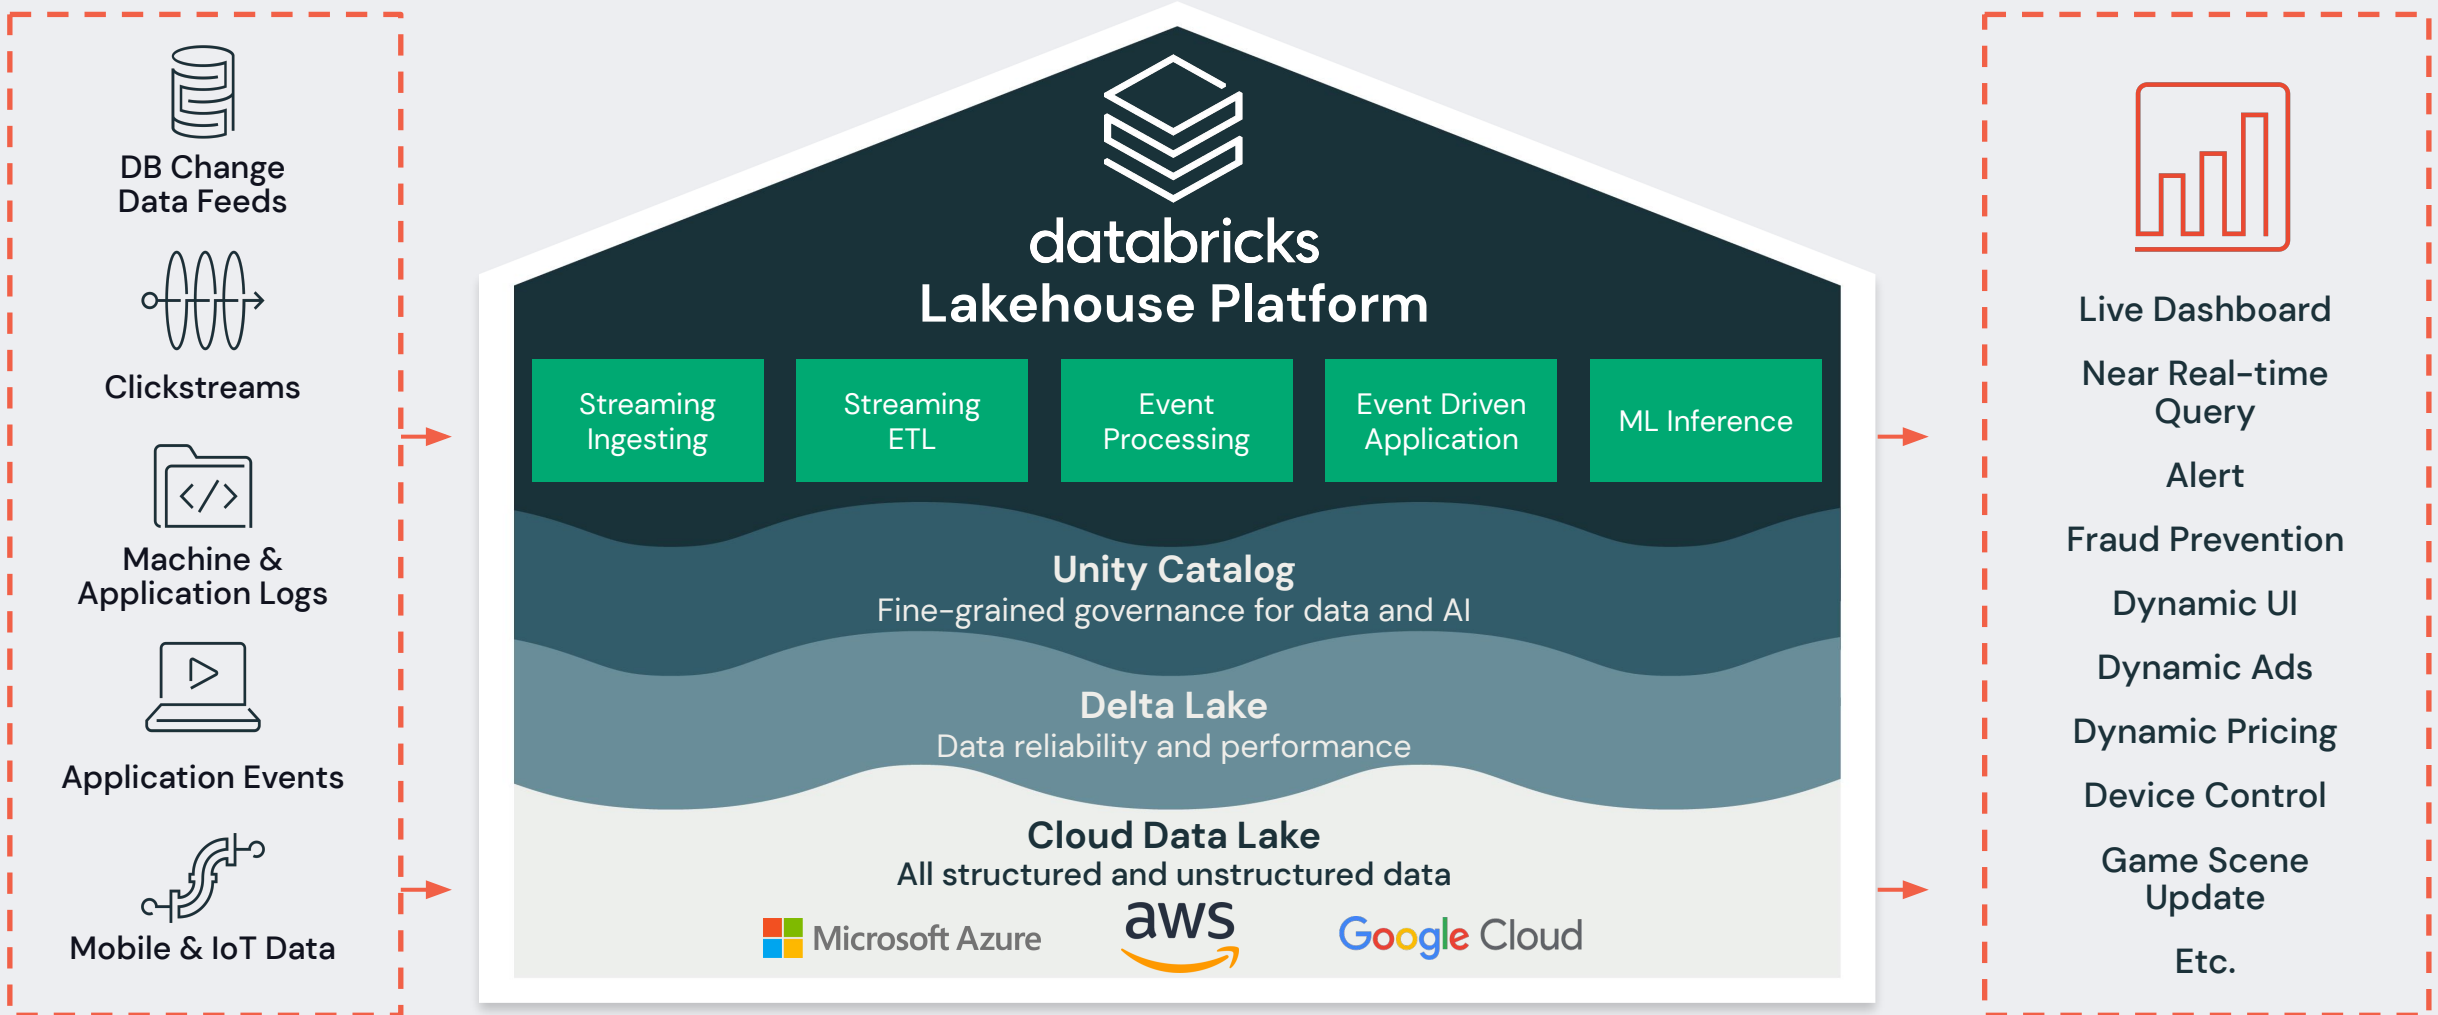 DB Change
Data Feeds
Clickstreams
Machine &
Application Logs
Application Events
Mobile & IoT Data
databricks
Lakehouse Platform
Streaming
Ingesting
Streaming
ETL
Event
Processing
Event Driven
Application
ML Inference
Unity Catalog
Fine-grained governance for data and AI
Delta Lake
Data reliability and performance
Cloud Data Lake
All structured and unstructured data
Microsoft Azure
aws
Google Cloud
Live Dashboard
Near Real-time
Query
Alert
Fraud Prevention
Dynamic UI
Dynamic Ads
Dynamic Pricing
Device Control
Game Scene
Update
Etc.